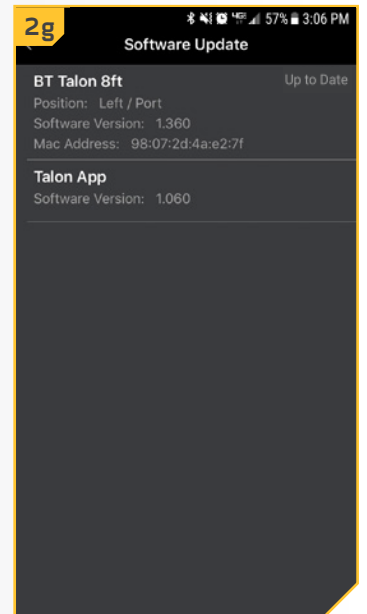 2g
57% 3:06 PM
Software Update
BT Talon 8ft Up to Date
Position: Left / Port
Software Version: 1.360
Mac Address: 98:07:2d:4a:e2:7f
Talon App
Software Version: 1.060